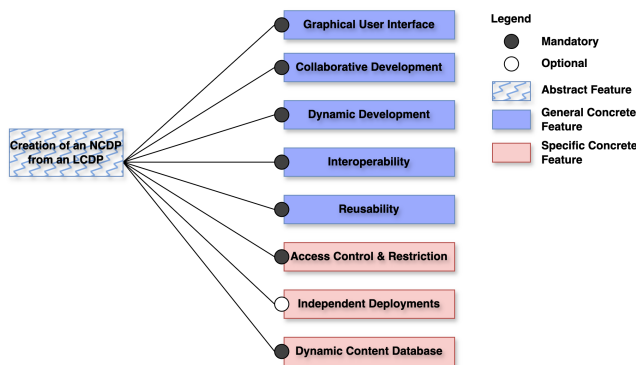 Graphical User Interface
Collaborative Development
Dynamic Development
Creation of an NCDP
from an LCDP
Interoperability
Reusability
Access Control & Restriction
Independent Deployments
Dynamic Content Database
Legend
Mandatory
Optional
Abstract Feature
General Concrete
Feature
Specific Concrete
Feature